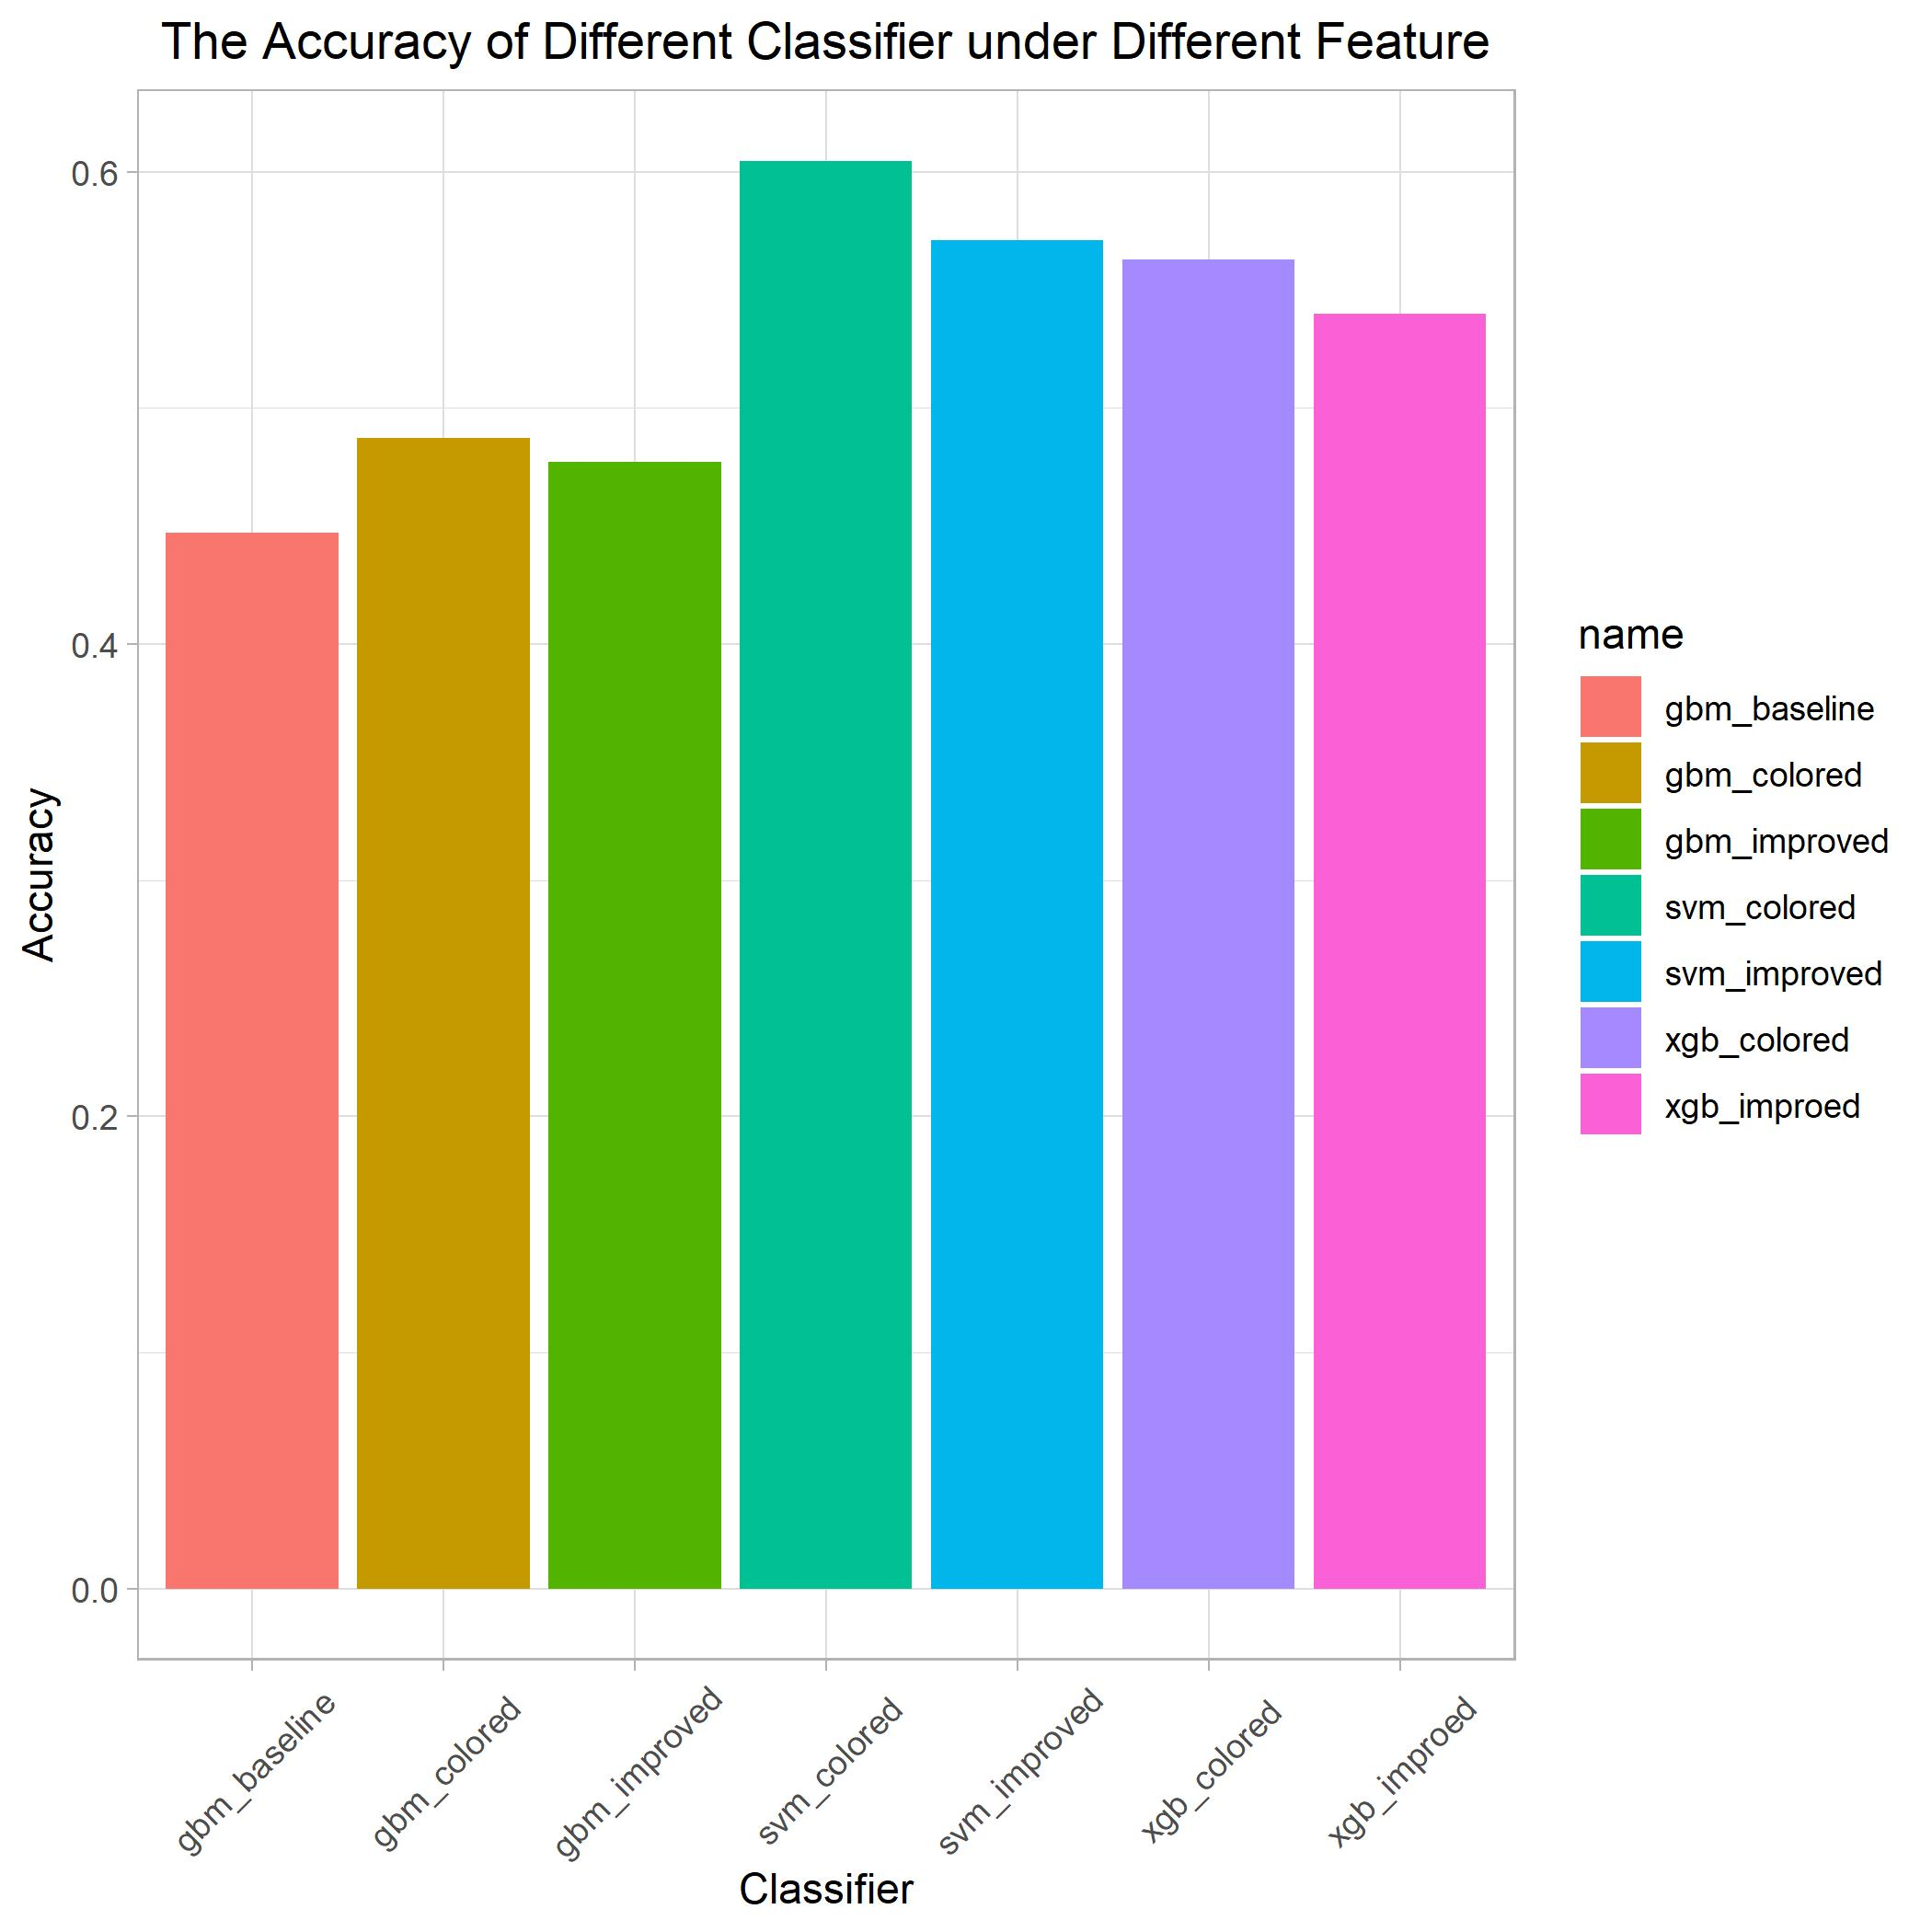 The Accuracy of Different Classifier under Different Feature
0.6
0.4
0.2
0.0
Accuracy
gbm_baseline
gbm_colored
gbm_improved
svm_colored
svm_improved
xgb_colored
xgb_improed
Classifier
name
gbm_baseline
gbm_colored
gbm_improved
svm_colored
svm_improved
xgb_colored
xgb_improed